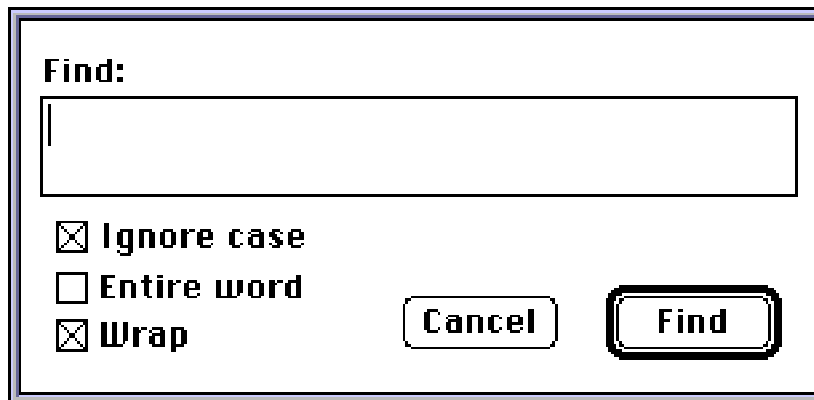 Find:
Ignore case
Entire word
Wrap
Cancel
Find